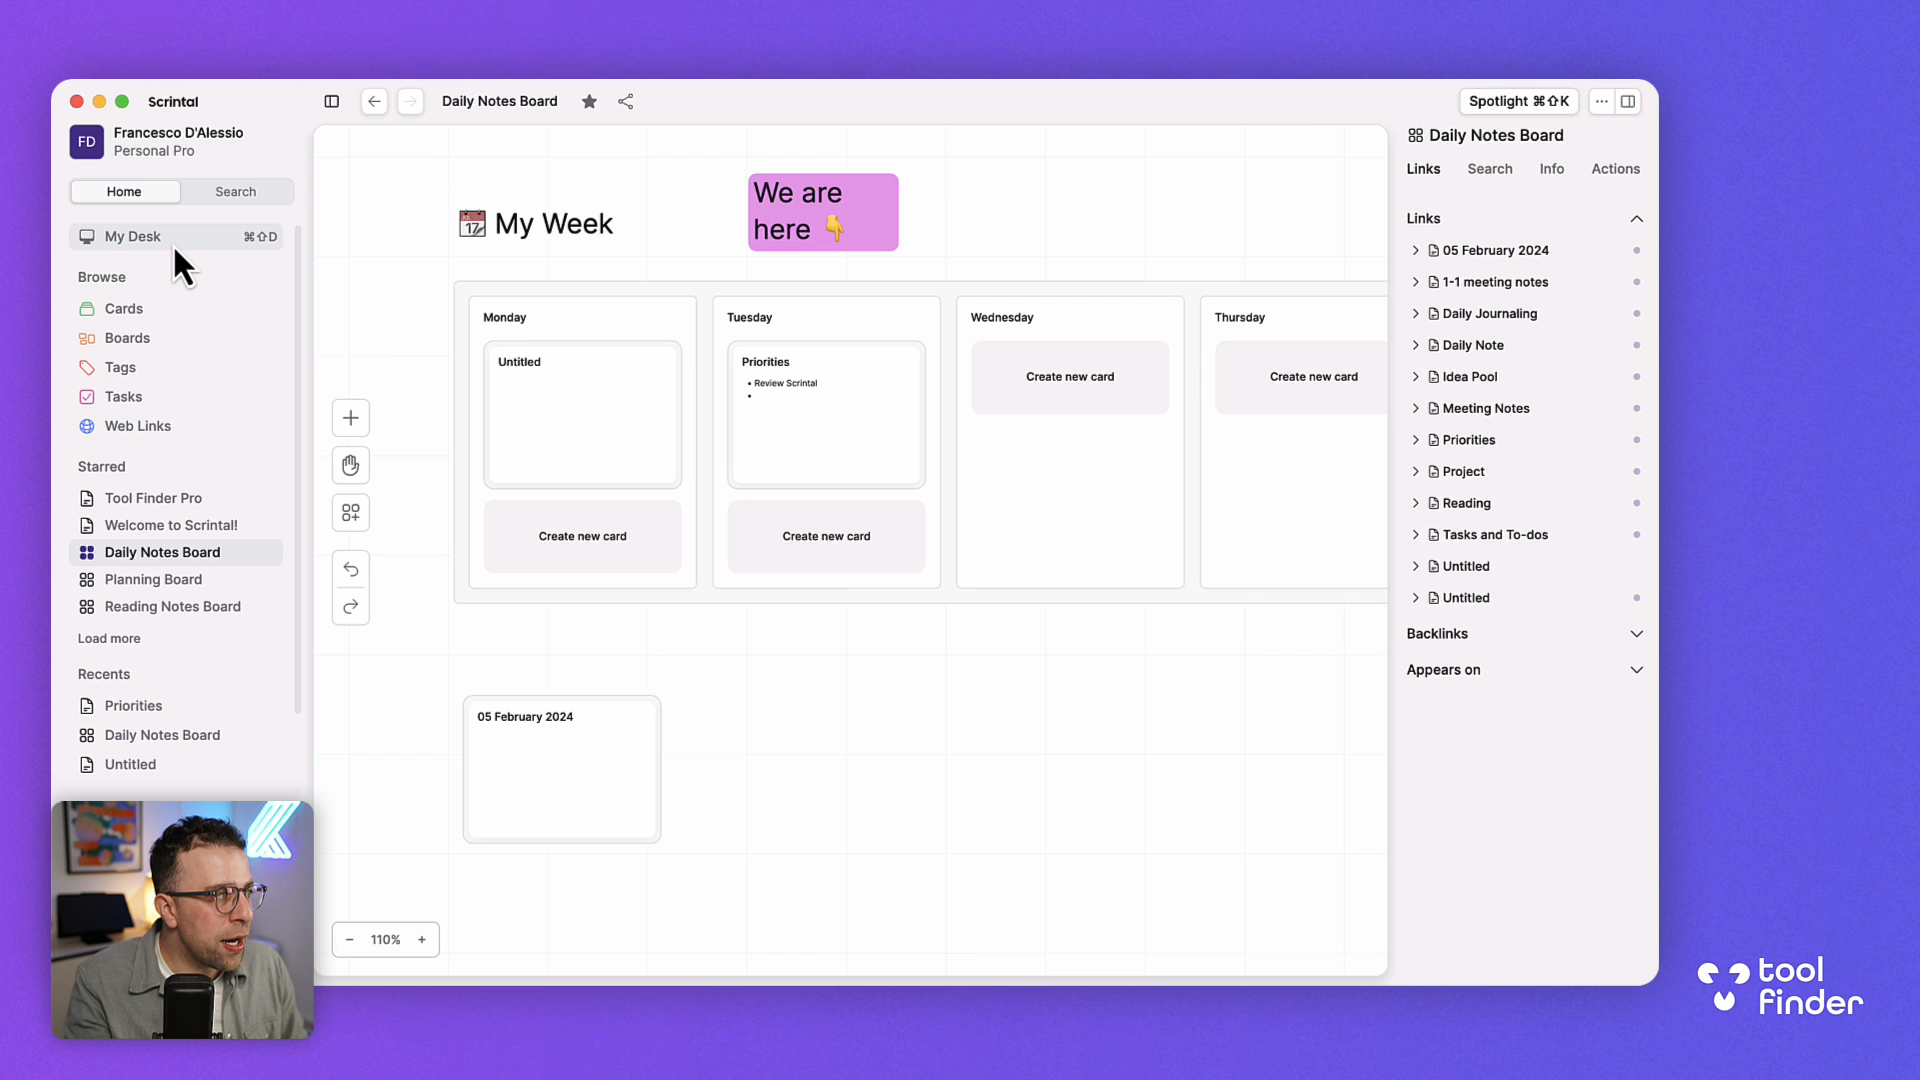 Scrintal
FD
Francesco D'Alessio
Personal Pro
Home
Search
My Desk
⌘⇧D
Browse
Cards
Boards
Tags
Tasks
Web Links
Starred
Tool Finder Pro
Welcome to Scrintal!
Daily Notes Board
Planning Board
Reading Notes Board
Load more
Recents
Priorities
Daily Notes Board
Untitled
Daily Notes Board
Spotlight ⌘⇧K
17
My Week
We are
here 👇
Monday
Untitled
Create new card
Tuesday
Priorities
• Review Scrintal
•
Create new card
Wednesday
Create new card
Thursday
Create new card
05 February 2024
110%
Daily Notes Board
Links
Search
Info
Actions
Links
05 February 2024
1-1 meeting notes
Daily Journaling
Daily Note
Idea Pool
Meeting Notes
Priorities
Project
Reading
Tasks and To-dos
Untitled
Untitled
Backlinks
Appears on
tool
finder